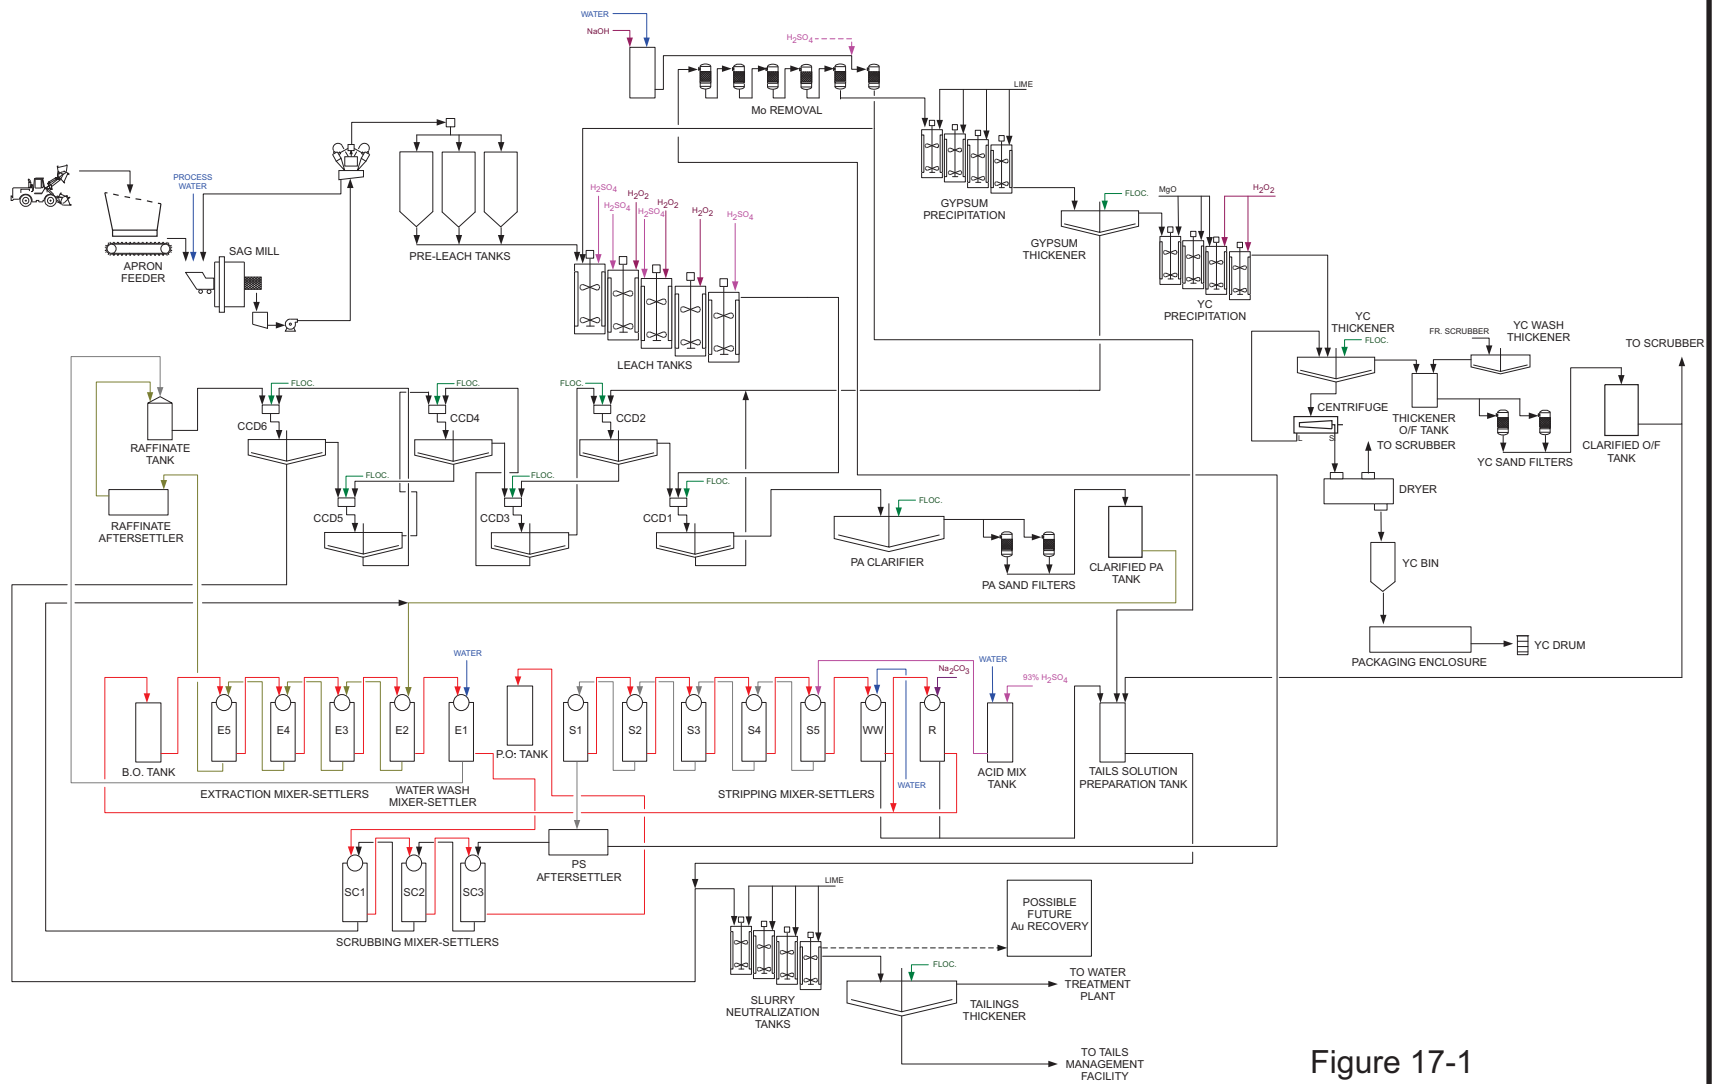 WATER
NaOH
H2SO4
LIME
Mo REMOVAL
PROCESS
WATER
SAG MILL
APRON
FEEDER
PRE-LEACH TANKS
H2SO4
H2SO4
H2O2
H2SO4
H2O2
H2O2
H2SO4
LEACH TANKS
GYPSUM
PRECIPITATION
FLOC.
GYPSUM
THICKENER
MgO
H2O2
YC
PRECIPITATION
YC
THICKENER
FLOC.
FR. SCRUBBER
YC WASH
THICKENER
TO SCRUBBER
CENTRIFUGE
L
S
THICKENER
O/F TANK
TO SCRUBBER
YC SAND FILTERS
CLARIFIED O/F
TANK
DRYER
YC BIN
PACKAGING ENCLOSURE
YC DRUM
RAFFINATE
TANK
RAFFINATE
AFTERSETTLER
FLOC.
CCD6
FLOC.
CCD4
FLOC.
CCD2
FLOC.
CCD5
FLOC.
CCD3
FLOC.
CCD1
FLOC.
PA CLARIFIER
PA SAND FILTERS
CLARIFIED PA
TANK
WATER
B.O. TANK
E5
E4
E3
E2
E1
EXTRACTION MIXER-SETTLERS
WATER WASH
MIXER-SETTLER
P.O. TANK
S1
S2
S3
S4
S5
WW
R
STRIPPING MIXER-SETTLERS
WATER
Na2CO3
WATER
93% H2SO4
ACID MIX
TANK
TAILS SOLUTION
PREPARATION TANK
SC1
SC2
SC3
SCRUBBING MIXER-SETTLERS
PS
AFTERSETTLER
LIME
SLURRY
NEUTRALIZATION
TANKS
POSSIBLE
FUTURE
Au RECOVERY
FLOC.
TAILINGS
THICKENER
TO WATER
TREATMENT
PLANT
TO TAILS
MANAGEMENT
FACILITY
Figure 17-1